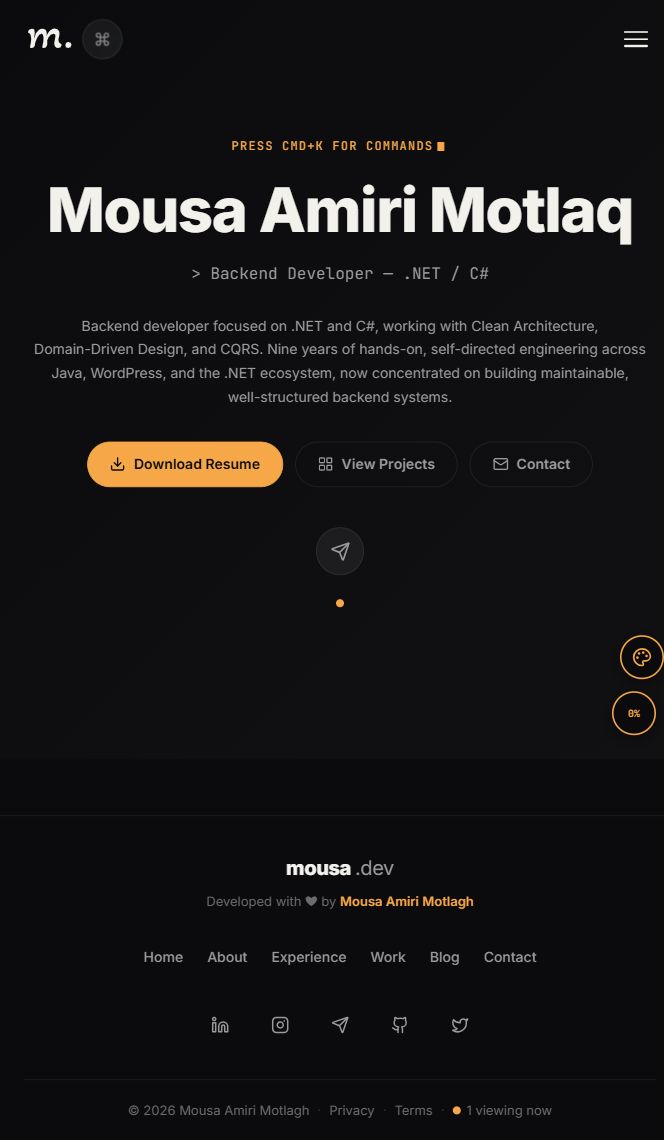 m.
⌘
PRESS CMD+K FOR COMMANDS
Mousa Amiri Motlaq
> Backend Developer — .NET / C#
Backend developer focused on .NET and C#, working with Clean Architecture,
Domain-Driven Design, and CQRS. Nine years of hands-on, self-directed engineering across
Java, WordPress, and the .NET ecosystem, now concentrated on building maintainable,
well-structured backend systems.
Download Resume View Projects Contact
0%
mousa .dev
Developed with ♥ by Mousa Amiri Motlagh
Home About Experience Work Blog Contact
© 2026 Mousa Amiri Motlagh · Privacy · Terms · 1 viewing now